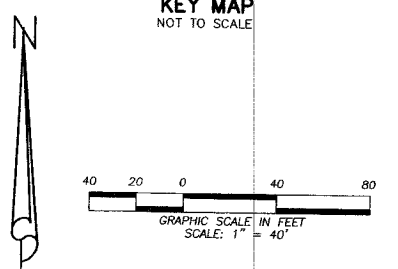 KEY MAP
NOT TO SCALE
N
40 20 0 40 80
GRAPHIC SCALE IN FEET
SCALE: 1" = 40'